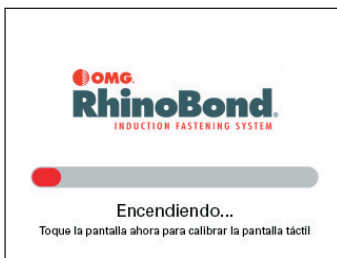 OMG.
RhinoBond.
INDUCTION FASTENING SYSTEM
Encendiendo...
Toque la pantalla ahora para calibrar la pantalla táctil